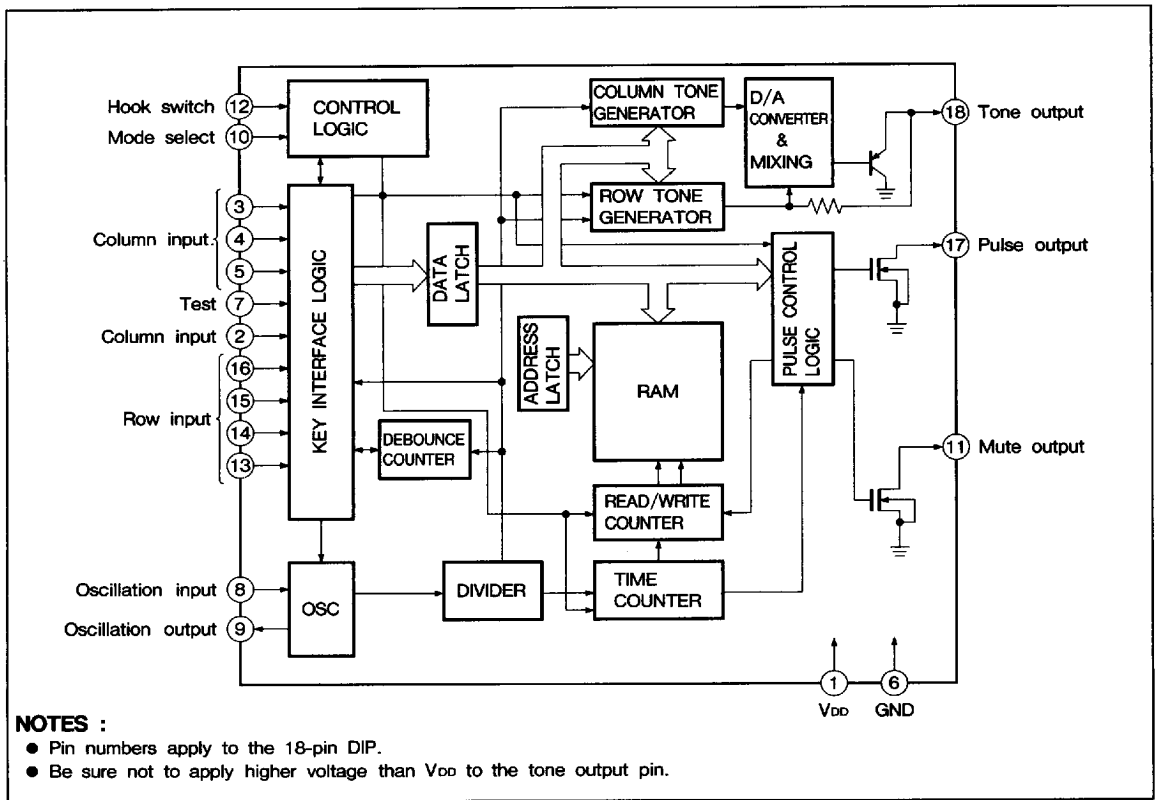 Hook switch
12
Mode select
10
CONTROL
LOGIC
COLUMN TONE
GENERATOR
D/A
CONVERTER
&
MIXING
18
Tone output
3
Column input
4
5
Test
7
Column input
2
16
15
Row input
14
13
KEY INTERFACE LOGIC
DATA
LATCH
ROW TONE
GENERATOR
PULSE CONTROL
LOGIC
17
Pulse output
ADDRESS
LATCH
RAM
DEBOUNCE
COUNTER
11
Mute output
READ/WRITE
COUNTER
Oscillation input
8
Oscillation output
9
OSC
DIVIDER
TIME
COUNTER
1
6
VDD
GND
NOTES :
● Pin numbers apply to the 18-pin DIP.
● Be sure not to apply higher voltage than VDD to the tone output pin.